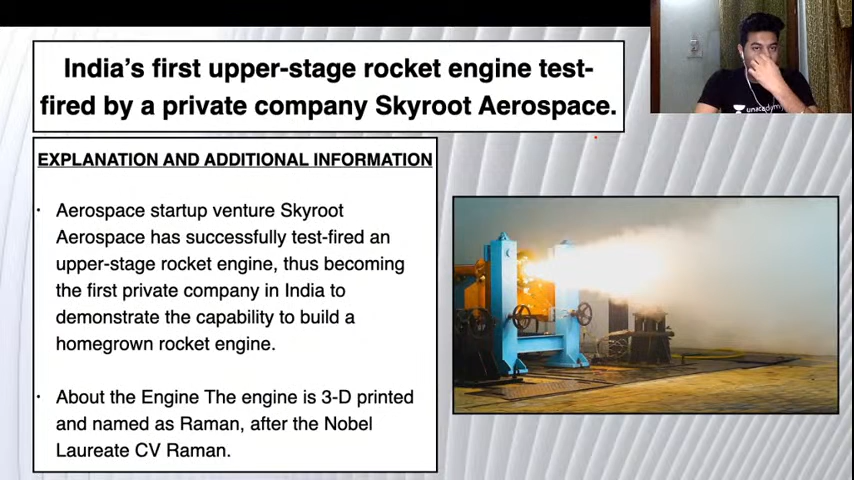 India's first upper-stage rocket engine test-
fired by a private company Skyroot Aerospace.
unacademy
EXPLANATION AND ADDITIONAL INFORMATION
· Aerospace startup venture Skyroot
Aerospace has successfully test-fired an
upper-stage rocket engine, thus becoming
the first private company in India to
demonstrate the capability to build a
homegrown rocket engine.
· About the Engine The engine is 3-D printed
and named as Raman, after the Nobel
Laureate CV Raman.